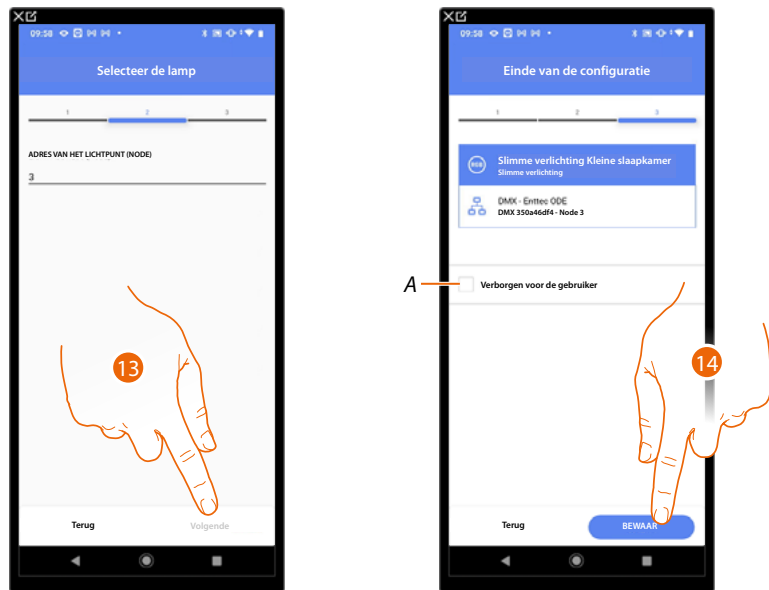 09:58
Selecteer de lamp
1 2 3
ADRES VAN HET LICHTPUNT (NODE)
3
13
Terug Volgende
09:58
Einde van de configuratie
1 2 3
RGB
Slimme verlichting Kleine slaapkamer
Slimme verlichting
DMX - Enttec ODE
DMX 350a46df4 - Node 3
A
Verborgen voor de gebruiker
14
Terug BEWAAR